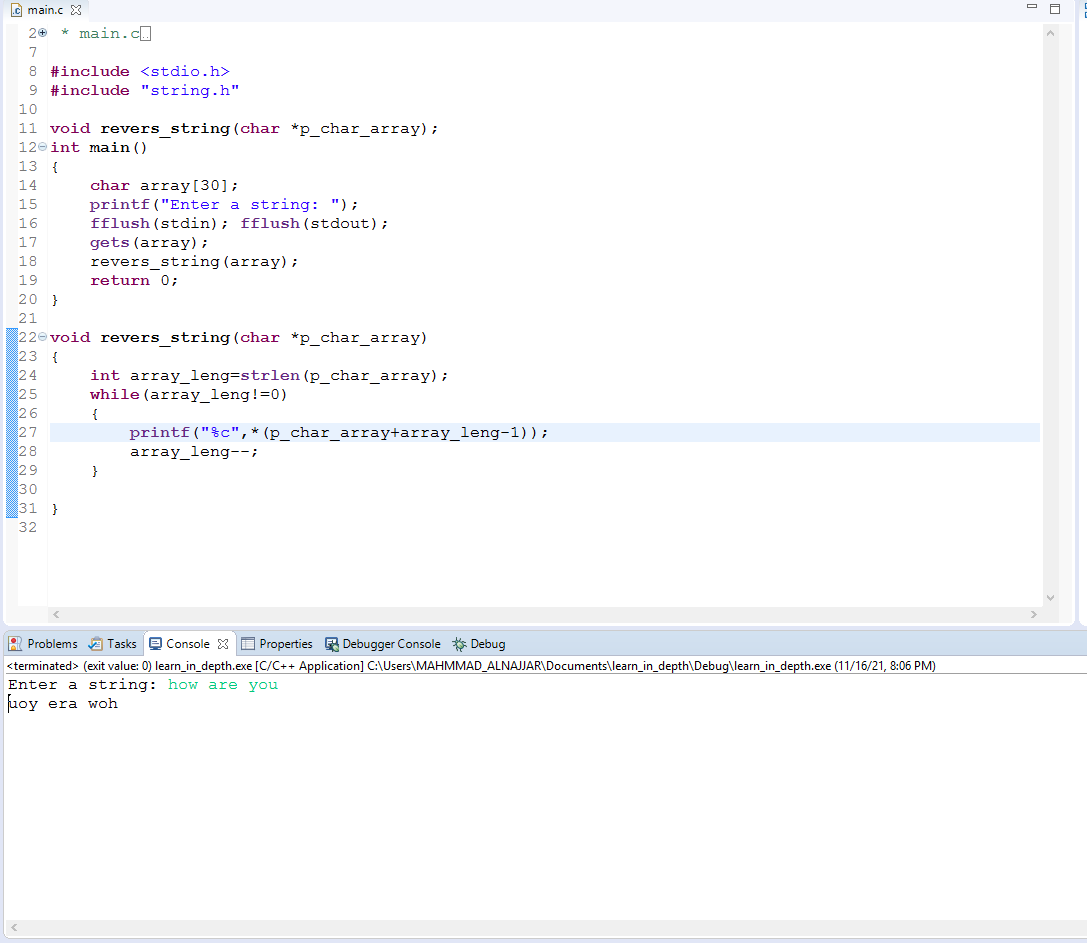 main.c
2 * main.c
7
8 #include <stdio.h>
9 #include "string.h"
10
11 void revers_string(char *p_char_array);
12 int main()
13 {
14     char array[30];
15     printf("Enter a string: ");
16     fflush(stdin); fflush(stdout);
17     gets(array);
18     revers_string(array);
19     return 0;
20 }
21
22 void revers_string(char *p_char_array)
23 {
24     int array_leng=strlen(p_char_array);
25     while(array_leng!=0)
26     {
27         printf("%c",*(p_char_array+array_leng-1));
28         array_leng--;
29     }
30
31 }
32
Problems Tasks Console Properties Debugger Console Debug
<terminated> (exit value: 0) learn_in_depth.exe [C/C++ Application] C:\Users\MAHMMAD_ALNAJJAR\Documents\learn_in_depth\Debug\learn_in_depth.exe (11/16/21, 8:06 PM)
Enter a string: how are you
uoy era woh